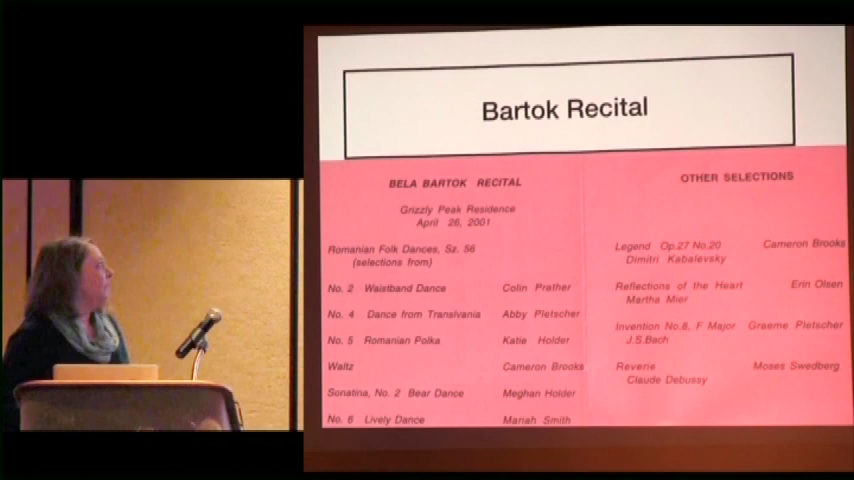 Bartok Recital
BELA BARTOK RECITAL
Grizzly Peak Residence
April 26, 2001
Romanian Folk Dances, Sz. 56
(selections from)
No. 2 Waistband Dance Colin Prather
No. 4 Dance from Translvania Abby Pletscher
No. 5 Romanian Polka Katie Holder
Waltz Cameron Brooks
Sonatina, No. 2 Bear Dance Meghan Holder
No. 6 Lively Dance Mariah Smith
OTHER SELECTIONS
Legend Op.27 No.20 Cameron Brooks
Dimitri Kabalevsky
Reflections of the Heart Erin Olsen
Martha Mier
Invention No.8, F Major Graeme Pletscher
J.S.Bach
Reverie Moses Swedberg
Claude Debussy